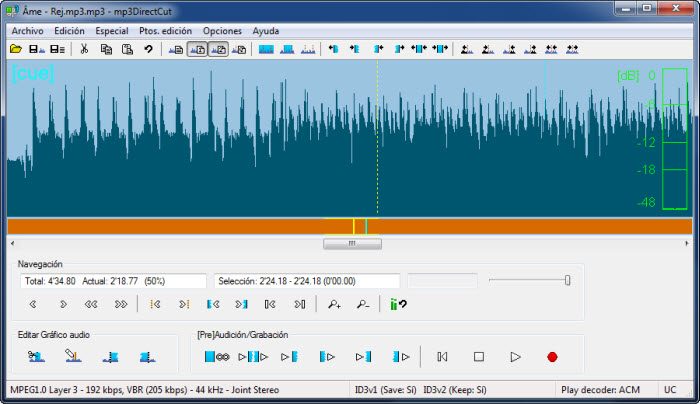 Âme - Rej.mp3.mp3 - mp3DirectCut
Archivo Edición Especial Ptos. edición Opciones Ayuda
[cue]
[dB] 0
-6
-12
-18
-48
Navegación
Total: 4'34.80 Actual: 2'18.77 (50%) Selección: 2'24.18 - 2'24.18 (0'00.00)
Editar Gráfico audio [Pre]Audición/Grabación
MPEG1.0 Layer 3 - 192 kbps, VBR (205 kbps) - 44 kHz - Joint Stereo ID3v1 (Save: Sí) ID3v2 (Keep: Sí) Play decoder: ACM UC